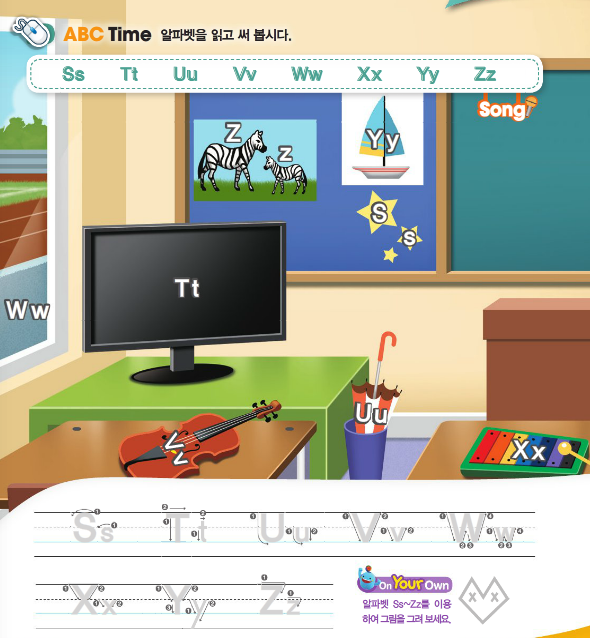 ABC Time 알파벳을 읽고 써 봅시다.
Ss Tt Uu Vv Ww Xx Yy Zz
Song
Z Z
Yy
S s
Tt
Ww
Uu
Vv
Xx
Ss Tt Uu Vv Ww
Xx Yy Zz
On Your Own
알파벳 Ss~Zz를 이용
하여 그림을 그려 보세요.